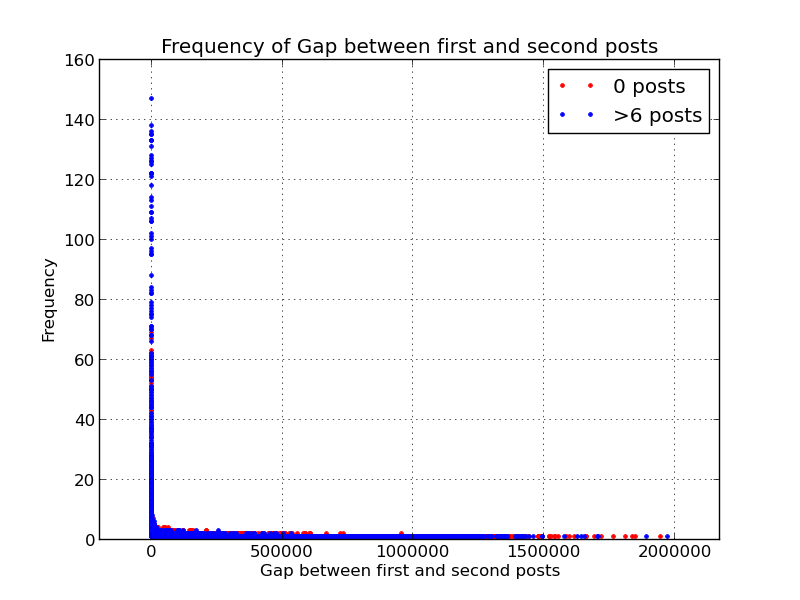 Frequency of Gap between first and second posts
160
140
120
100
80
60
40
20
0
Frequency
0 posts
>6 posts
0 500000 1000000 1500000 2000000
Gap between first and second posts